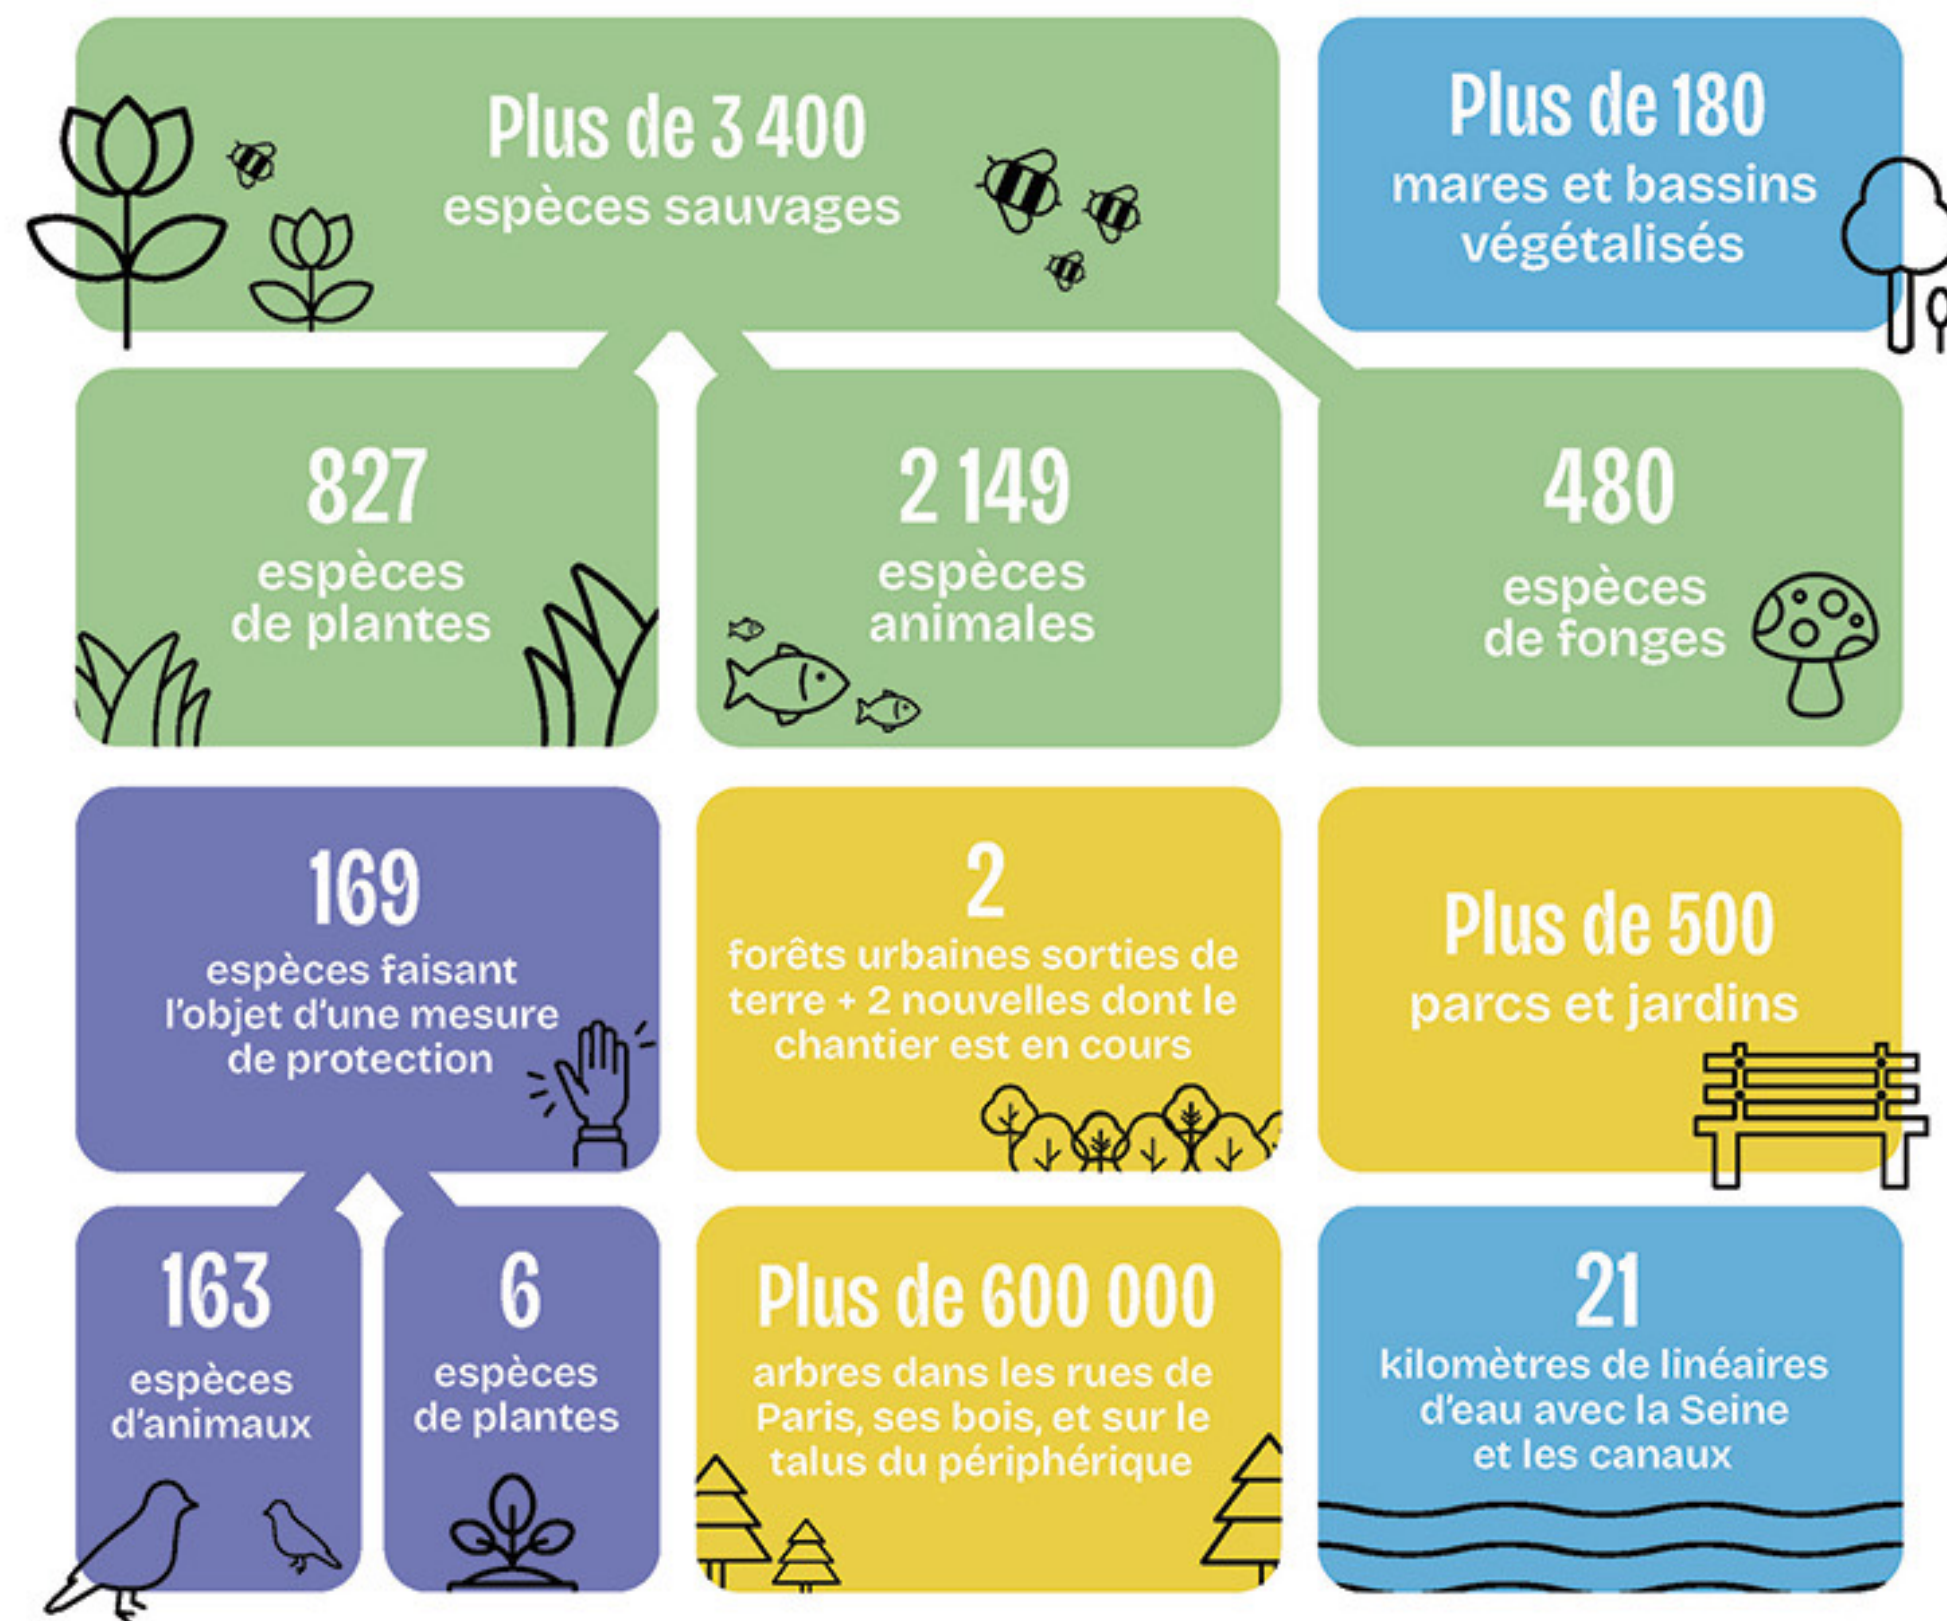 Plus de 3 400
espèces sauvages
Plus de 180
mares et bassins
végétalisés
827
espèces
de plantes
2 149
espèces
animales
480
espèces
de fonges
169
espèces faisant
l'objet d'une mesure
de protection
2
forêts urbaines sorties de
terre + 2 nouvelles dont le
chantier est en cours
Plus de 500
parcs et jardins
163
espèces
d'animaux
6
espèces
de plantes
Plus de 600 000
arbres dans les rues de
Paris, ses bois, et sur le
talus du périphérique
21
kilomètres de linéaires
d'eau avec la Seine
et les canaux